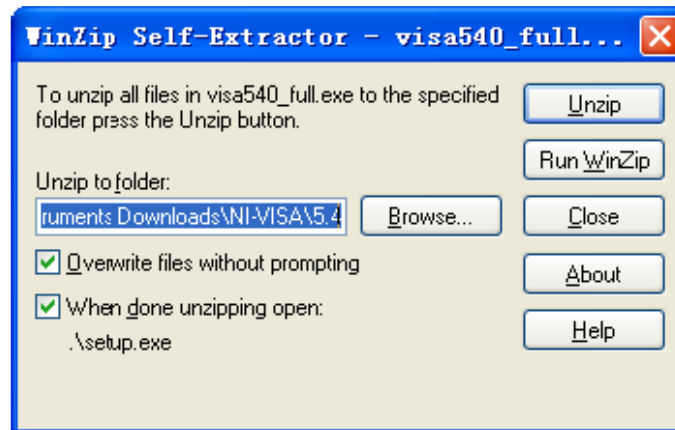 WinZip Self-Extractor - visa540_full...
To unzip all files in visa540_full.exe to the specified
folder press the Unzip button.
Unzip
Run WinZip
Unzip to folder:
ruments Downloads\NI-VISA\5.4
Browse...
Close
Overwrite files without prompting
About
When done unzipping open:
.\setup.exe
Help